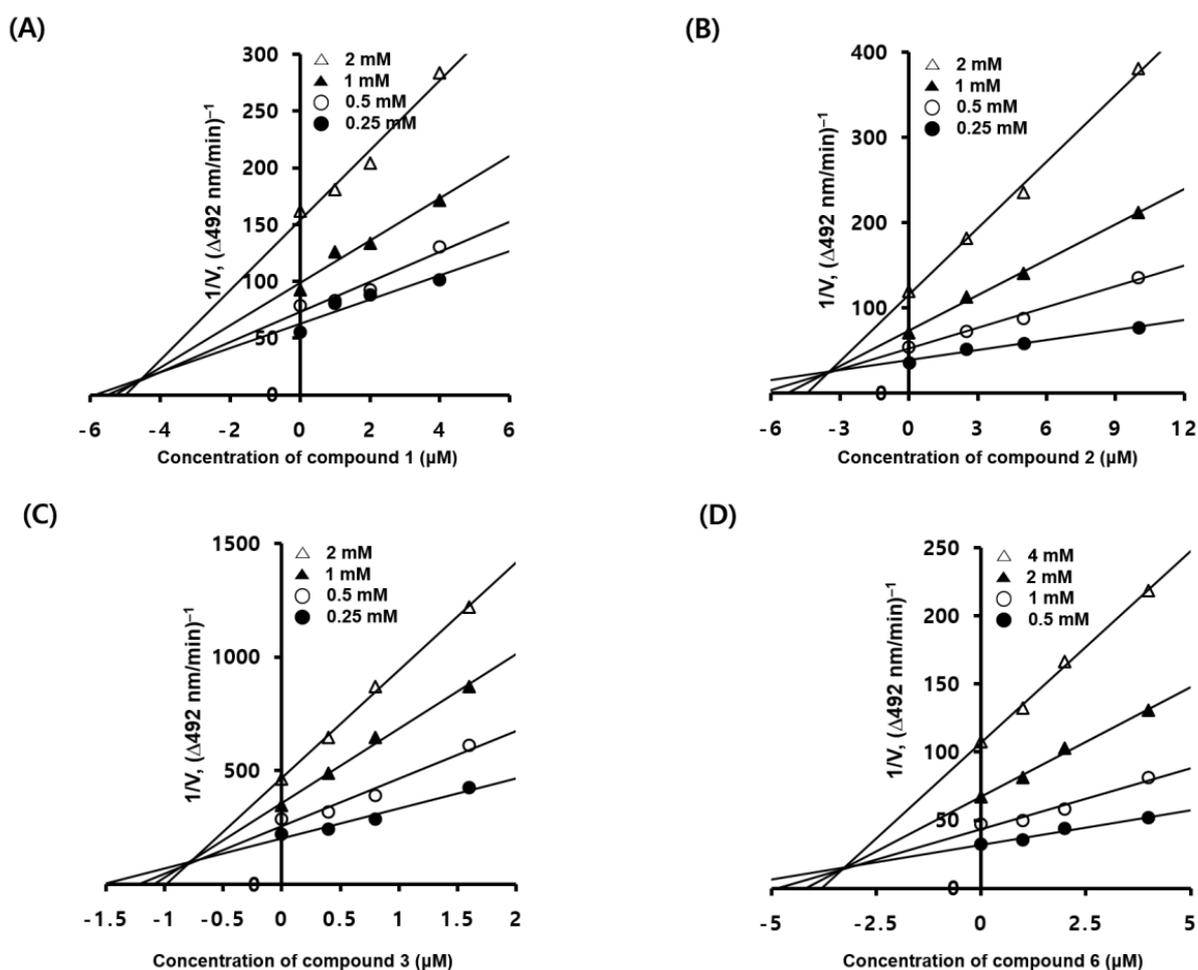 (A)
300
250
200
150
100
50
0
1/V, (Δ492 nm/min)⁻¹
△ 2 mM
▲ 1 mM
○ 0.5 mM
● 0.25 mM
-6 -4 -2 0 2 4 6
Concentration of compound 1 (μM)
(B)
400
300
200
100
0
1/V, (Δ492 nm/min)⁻¹
△ 2 mM
▲ 1 mM
○ 0.5 mM
● 0.25 mM
-6 -3 0 3 6 9 12
Concentration of compound 2 (μM)
(C)
1500
1000
500
0
1/V, (Δ492 nm/min)⁻¹
△ 2 mM
▲ 1 mM
○ 0.5 mM
● 0.25 mM
-1.5 -1 -0.5 0 0.5 1 1.5 2
Concentration of compound 3 (μM)
(D)
250
200
150
100
50
0
1/V, (Δ492 nm/min)⁻¹
△ 4 mM
▲ 2 mM
○ 1 mM
● 0.5 mM
-5 -2.5 0 2.5 5
Concentration of compound 6 (μM)